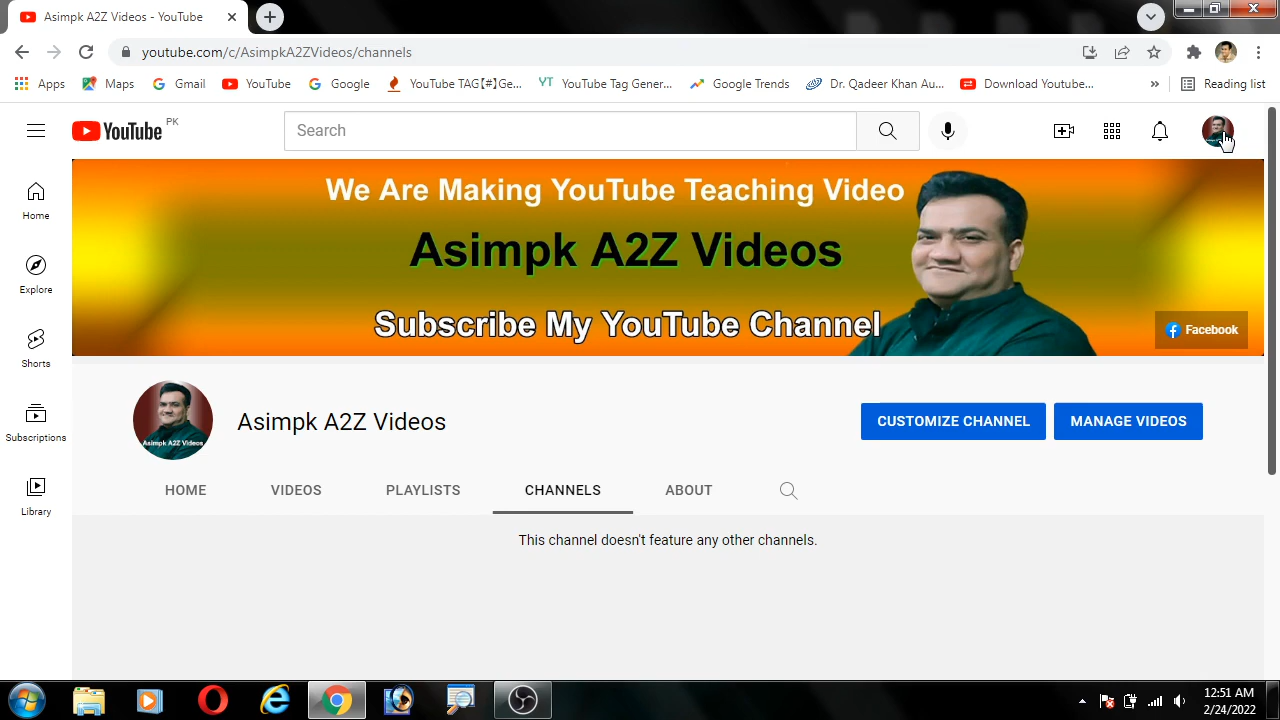 Asimpk A2Z Videos - YouTube
youtube.com/c/AsimpkA2ZVideos/channels
Apps
Maps
Gmail
YouTube
Google
YouTube TAG【#】Ge...
YT YouTube Tag Gener...
Google Trends
Dr. Qadeer Khan Au...
Download Youtube...
»
Reading list
YouTube PK
Search
Home
Explore
Shorts
Subscriptions
Library
We Are Making YouTube Teaching Video
Asimpk A2Z Videos
Subscribe My YouTube Channel
Facebook
Asimpk A2Z Videos
Asimpk A2Z Videos
CUSTOMIZE CHANNEL
MANAGE VIDEOS
HOME
VIDEOS
PLAYLISTS
CHANNELS
ABOUT
This channel doesn't feature any other channels.
12:51 AM
2/24/2022